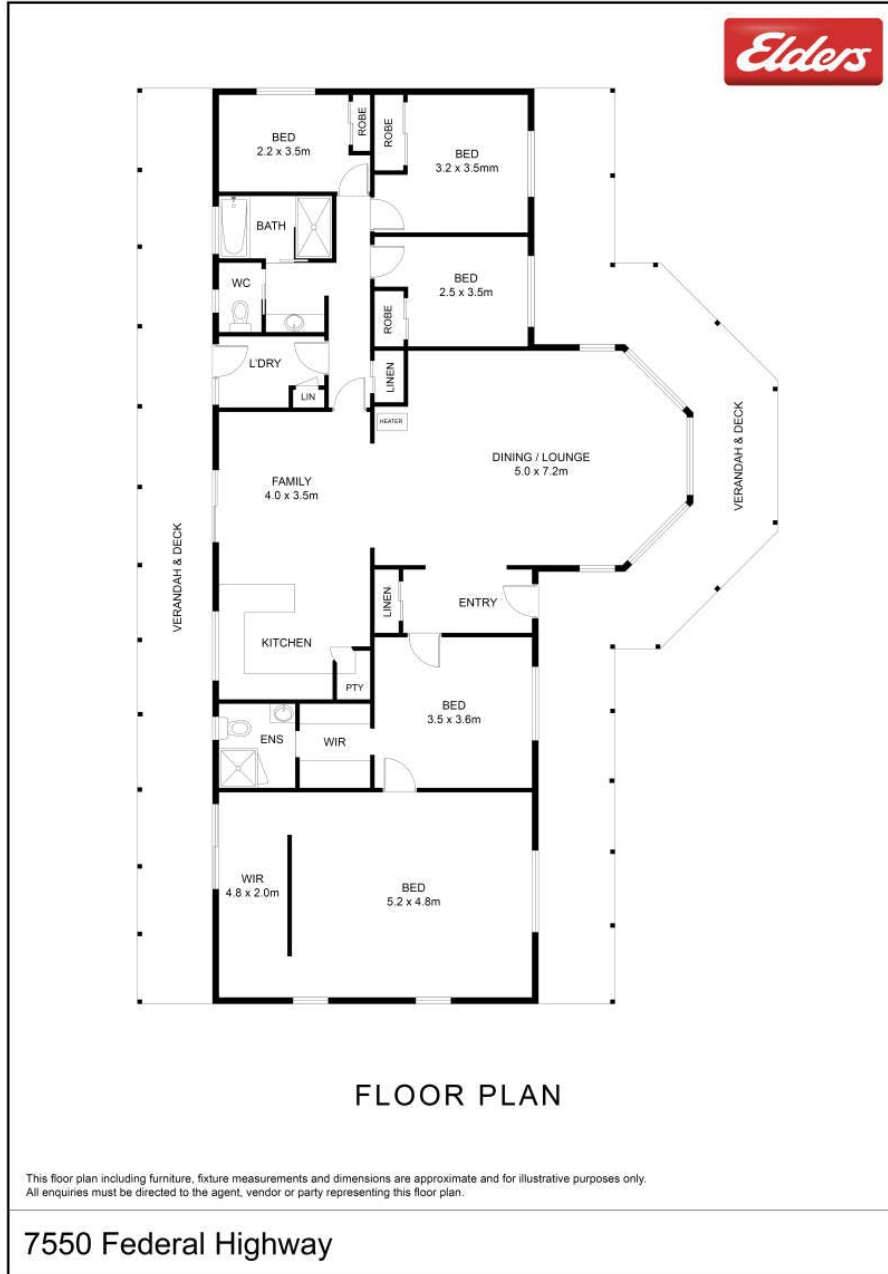 Elders
BED
2.2 x 3.5m
ROBE
ROBE
BED
3.2 x 3.5mm
BATH
WC
BED
2.5 x 3.5m
ROBE
L'DRY
LIN
LINEN
HEATER
DINING / LOUNGE
5.0 x 7.2m
VERANDAH & DECK
FAMILY
4.0 x 3.5m
VERANDAH & DECK
LINEN
ENTRY
KITCHEN
PTY
BED
3.5 x 3.6m
ENS
WIR
WIR
4.8 x 2.0m
BED
5.2 x 4.8m
FLOOR PLAN
This floor plan including furniture, fixture measurements and dimensions are approximate and for illustrative purposes only.
All enquiries must be directed to the agent, vendor or party representing this floor plan.
7550 Federal Highway